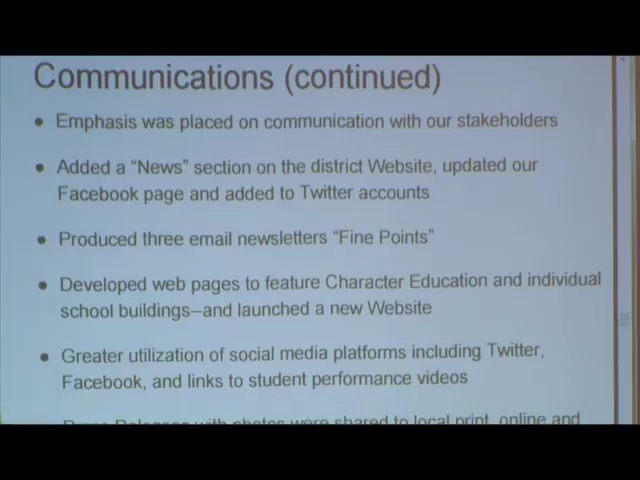 Communications (continued)
• Emphasis was placed on communication with our stakeholders
• Added a “News” section on the district Website, updated our
Facebook page and added to Twitter accounts
• Produced three email newsletters “Fine Points”
• Developed web pages to feature Character Education and individual
school buildings—and launched a new Website
• Greater utilization of social media platforms including Twitter,
Facebook, and links to student performance videos
Press Releases with photos were shared to local print, online and